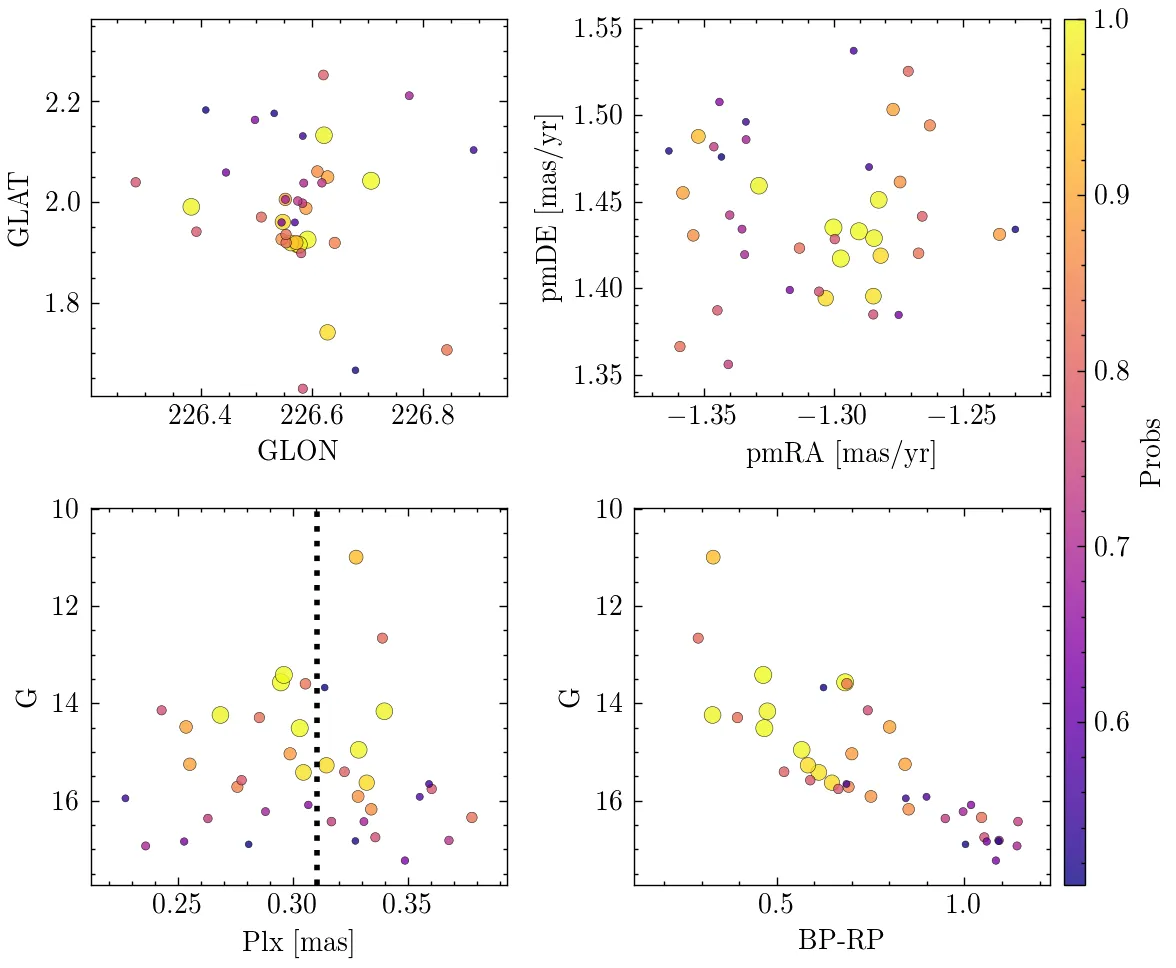 2.2
2.0
1.8
GLAT
226.4 226.6 226.8
GLON
1.55
1.50
1.45
1.40
1.35
pmDE [mas/yr]
−1.35 −1.30 −1.25
pmRA [mas/yr]
10
12
14
16
G
0.25 0.30 0.35
Plx [mas]
10
12
14
16
G
0.5 1.0
BP-RP
1.0
0.9
0.8
0.7
0.6
Probs